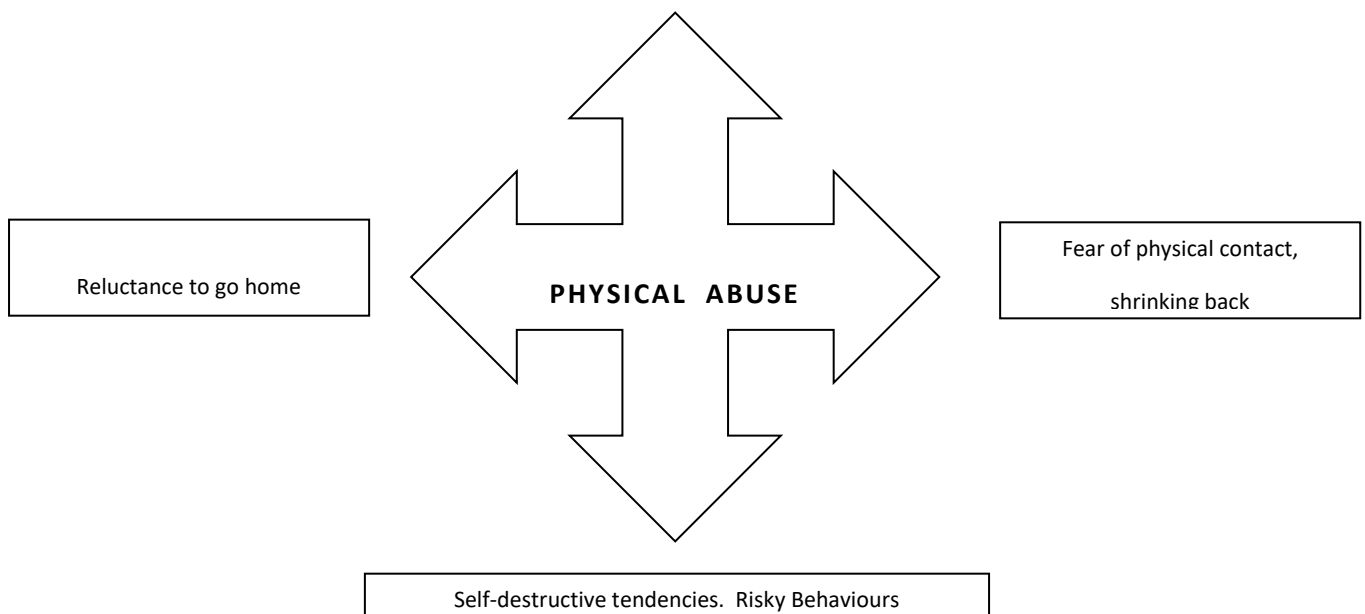 Fear of physical contact,
Reluctance to go home
PHYSICAL ABUSE
shrinking back
Self-destructive tendencies. Risky Behaviours